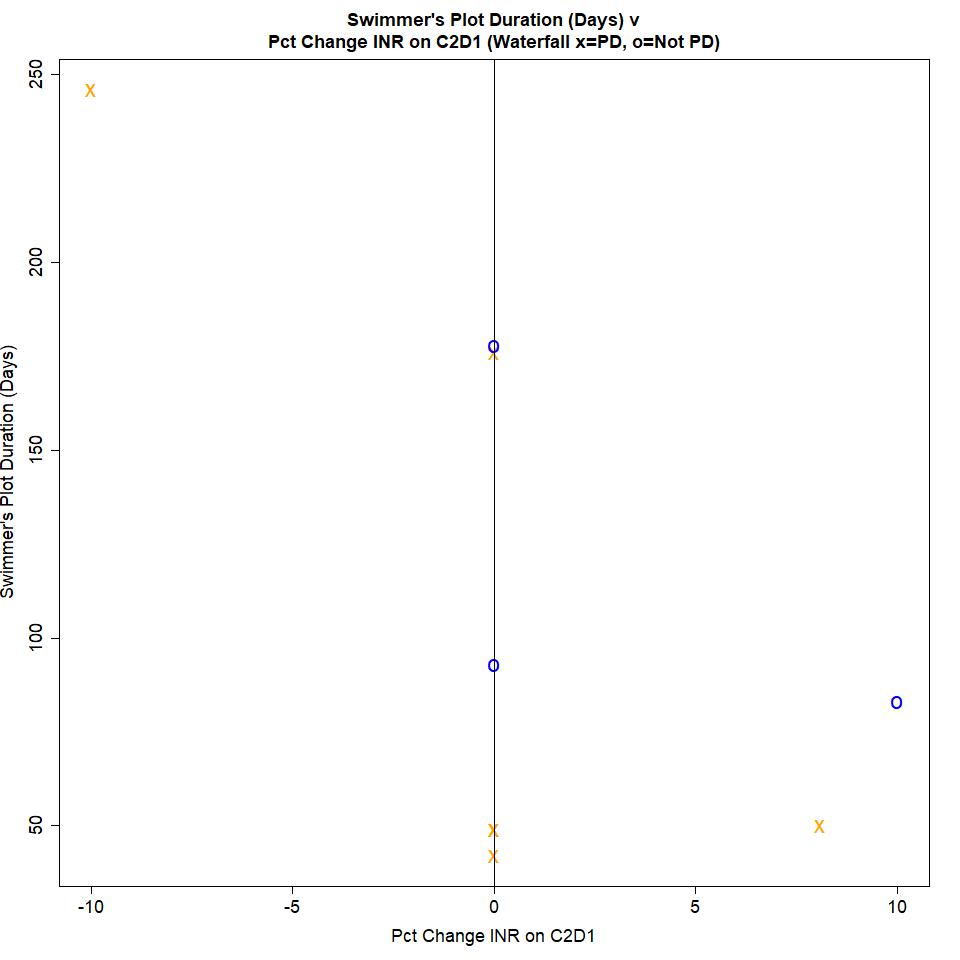 Swimmer's Plot Duration (Days) v
Pct Change INR on C2D1 (Waterfall x=PD, o=Not PD)
Swimmer's Plot Duration (Days)
250
200
150
100
50
X
O
X
O
O
X
X
X
-10
-5
0
5
10
Pct Change INR on C2D1